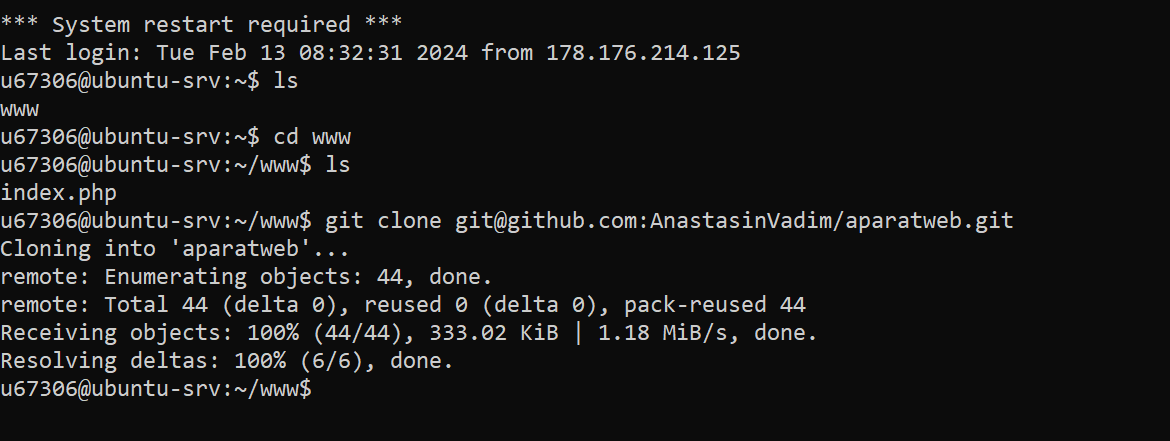 *** System restart required ***
Last login: Tue Feb 13 08:32:31 2024 from 178.176.214.125
u67306@ubuntu-srv:~$ ls
www
u67306@ubuntu-srv:~$ cd www
u67306@ubuntu-srv:~/www$ ls
index.php
u67306@ubuntu-srv:~/www$ git clone git@github.com:AnastasinVadim/aparatweb.git
Cloning into 'aparatweb'...
remote: Enumerating objects: 44, done.
remote: Total 44 (delta 0), reused 0 (delta 0), pack-reused 44
Receiving objects: 100% (44/44), 333.02 KiB | 1.18 MiB/s, done.
Resolving deltas: 100% (6/6), done.
u67306@ubuntu-srv:~/www$